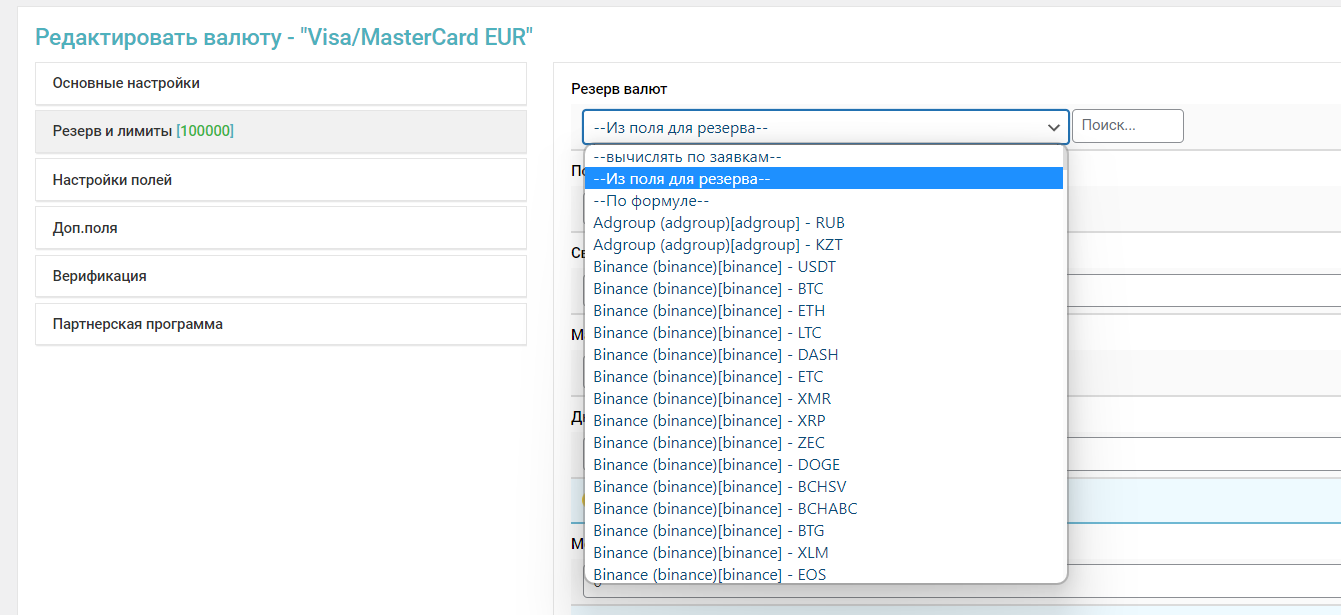 Редактировать валюту - "Visa/MasterCard EUR"
Основные настройки
Резерв и лимиты [100000]
Настройки полей
Доп.поля
Верификация
Партнерская программа
Резерв валют
--Из поля для резерва--
Поиск...
--вычислять по заявкам--
--Из поля для резерва--
--По формуле--
Adgroup (adgroup)[adgroup] - RUB
Adgroup (adgroup)[adgroup] - KZT
Binance (binance)[binance] - USDT
Binance (binance)[binance] - BTC
Binance (binance)[binance] - ETH
Binance (binance)[binance] - LTC
Binance (binance)[binance] - DASH
Binance (binance)[binance] - ETC
Binance (binance)[binance] - XMR
Binance (binance)[binance] - XRP
Binance (binance)[binance] - ZEC
Binance (binance)[binance] - DOGE
Binance (binance)[binance] - BCHSV
Binance (binance)[binance] - BCHABC
Binance (binance)[binance] - BTG
Binance (binance)[binance] - XLM
Binance (binance)[binance] - EOS